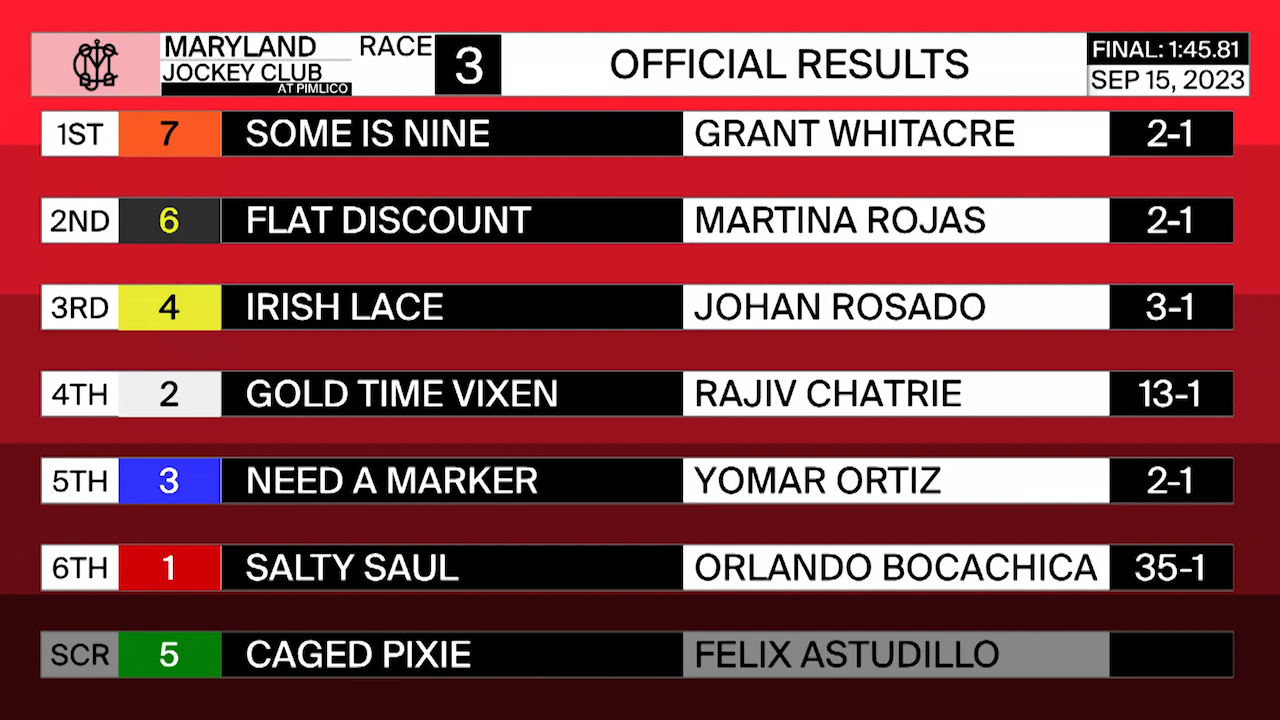 MARYLAND
JOCKEY CLUB
AT PIMLICO
RACE 3
OFFICIAL RESULTS
FINAL: 1:45.81
SEP 15, 2023
1ST 7 SOME IS NINE GRANT WHITACRE 2-1
2ND 6 FLAT DISCOUNT MARTINA ROJAS 2-1
3RD 4 IRISH LACE JOHAN ROSADO 3-1
4TH 2 GOLD TIME VIXEN RAJIV CHATRIE 13-1
5TH 3 NEED A MARKER YOMAR ORTIZ 2-1
6TH 1 SALTY SAUL ORLANDO BOCACHICA 35-1
SCR 5 CAGED PIXIE FELIX ASTUDILLO